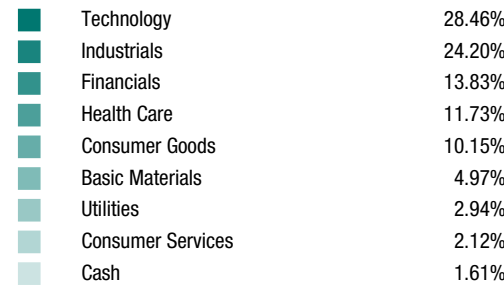 Technology 28.46%
Industrials 24.20%
Financials 13.83%
Health Care 11.73%
Consumer Goods 10.15%
Basic Materials 4.97%
Utilities 2.94%
Consumer Services 2.12%
Cash 1.61%